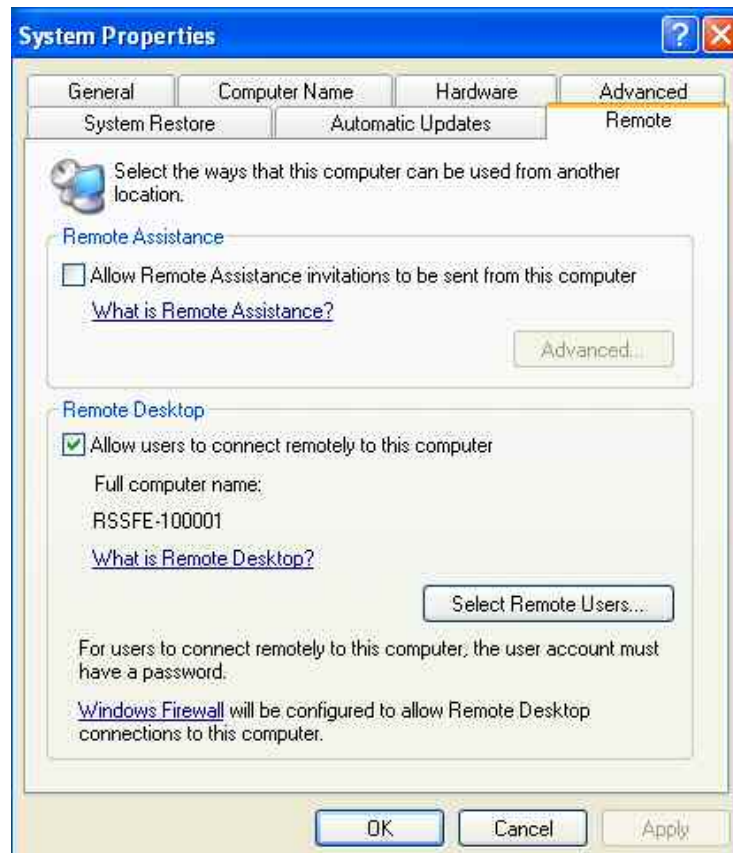 System Properties
General Computer Name Hardware Advanced
System Restore Automatic Updates Remote
Select the ways that this computer can be used from another
location.
Remote Assistance
Allow Remote Assistance invitations to be sent from this computer
What is Remote Assistance?
Advanced...
Remote Desktop
Allow users to connect remotely to this computer
Full computer name:
RSSFE-100001
What is Remote Desktop?
Select Remote Users...
For users to connect remotely to this computer, the user account must
have a password.
Windows Firewall will be configured to allow Remote Desktop
connections to this computer.
OK Cancel Apply